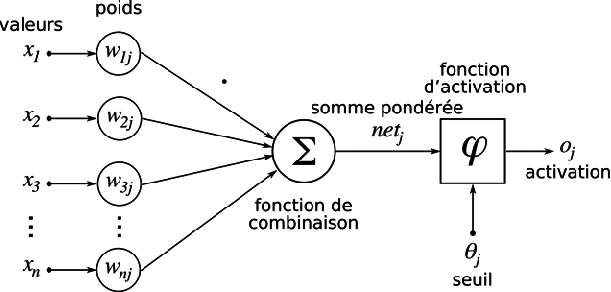 valeurs
poids
x1
w1j
x2
w2j
x3
w3j
⋮
⋮
xn
wnj
Σ
fonction de
combinaison
somme pondérée
netj
fonction
d'activation
φ
oj
activation
θj
seuil